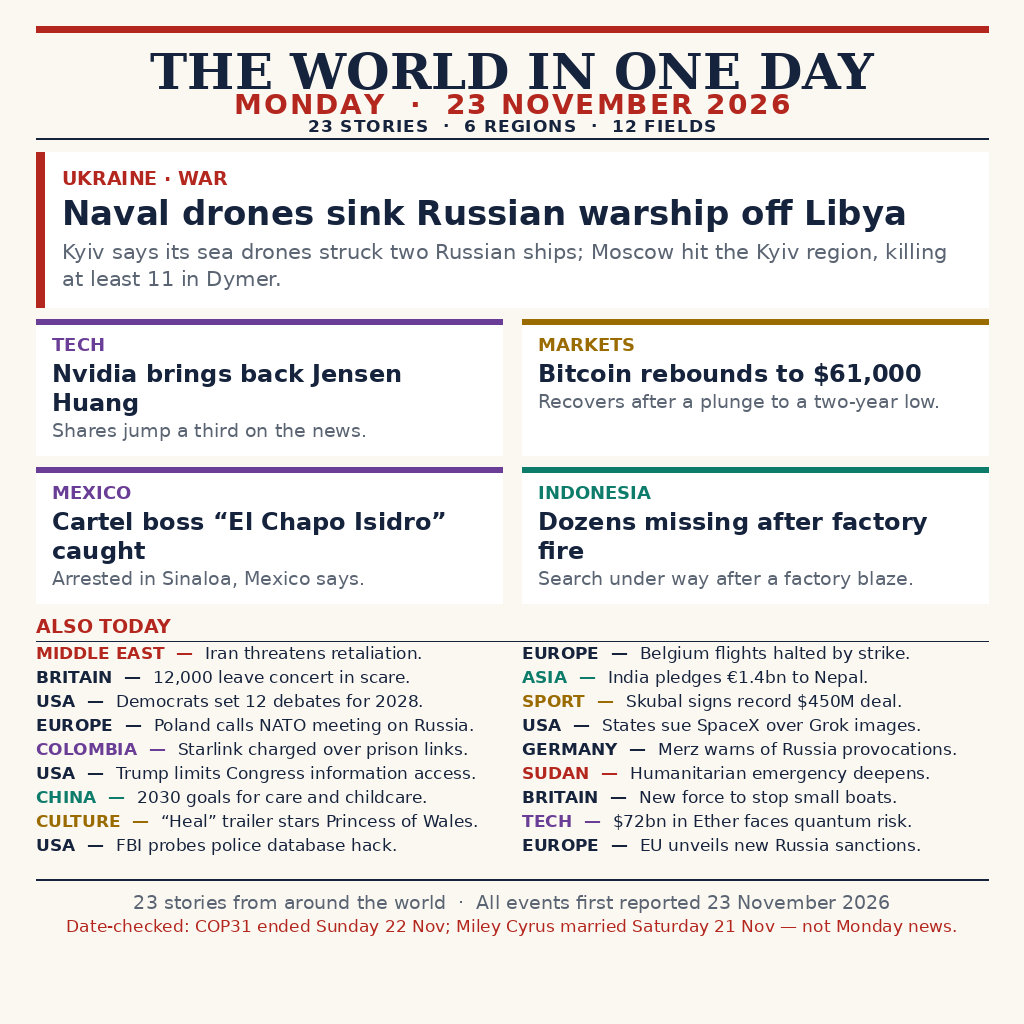 THE WORLD IN ONE DAY
MONDAY · 23 NOVEMBER 2026
23 STORIES · 6 REGIONS · 12 FIELDS
UKRAINE · WAR
Naval drones sink Russian warship off Libya
Kyiv says its sea drones struck two Russian ships; Moscow hit the Kyiv region, killing
at least 11 in Dymer.
TECH
Nvidia brings back Jensen
Huang
Shares jump a third on the news.
MARKETS
Bitcoin rebounds to $61,000
Recovers after a plunge to a two-year low.
MEXICO
Cartel boss “El Chapo Isidro”
caught
Arrested in Sinaloa, Mexico says.
INDONESIA
Dozens missing after factory
fire
Search under way after a factory blaze.
ALSO TODAY
MIDDLE EAST — Iran threatens retaliation.
BRITAIN — 12,000 leave concert in scare.
USA — Democrats set 12 debates for 2028.
EUROPE — Poland calls NATO meeting on Russia.
COLOMBIA — Starlink charged over prison links.
USA — Trump limits Congress information access.
CHINA — 2030 goals for care and childcare.
CULTURE — “Heal” trailer stars Princess of Wales.
USA — FBI probes police database hack.
EUROPE — Belgium flights halted by strike.
ASIA — India pledges €1.4bn to Nepal.
SPORT — Skubal signs record $450M deal.
USA — States sue SpaceX over Grok images.
GERMANY — Merz warns of Russia provocations.
SUDAN — Humanitarian emergency deepens.
BRITAIN — New force to stop small boats.
TECH — $72bn in Ether faces quantum risk.
EUROPE — EU unveils new Russia sanctions.
23 stories from around the world · All events first reported 23 November 2026
Date-checked: COP31 ended Sunday 22 Nov; Miley Cyrus married Saturday 21 Nov — not Monday news.